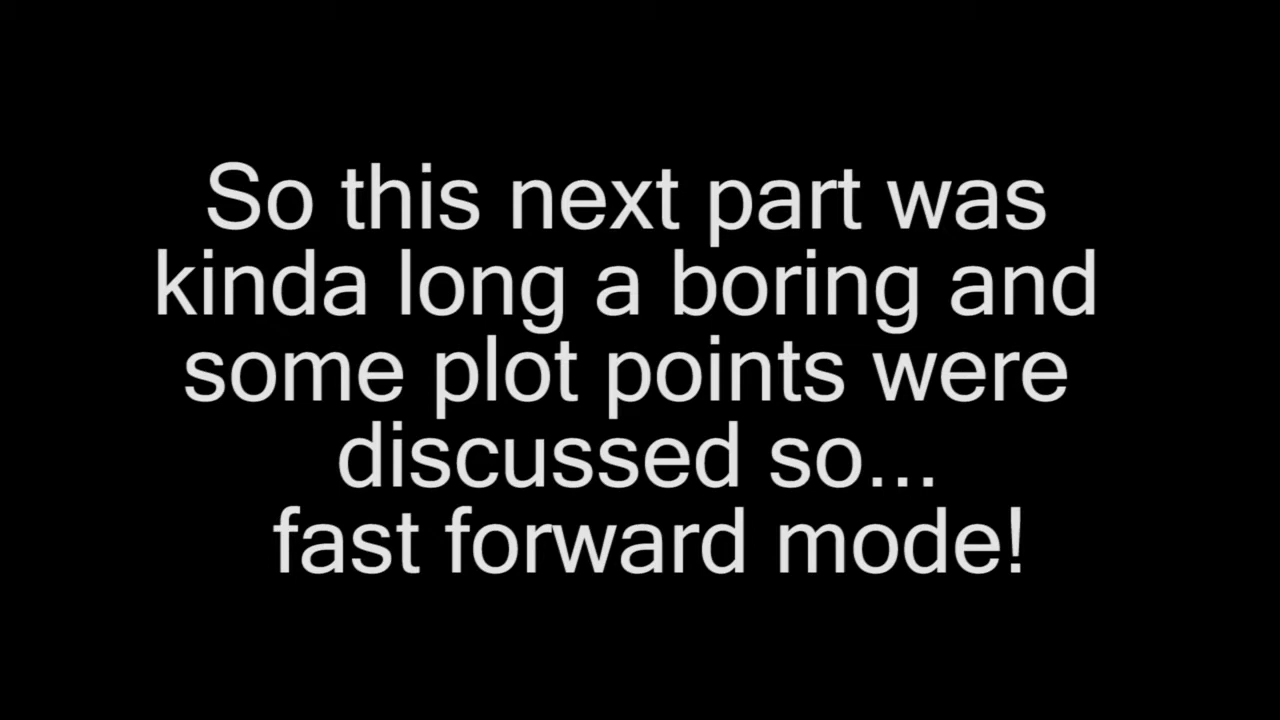 So this next part was
kinda long a boring and
some plot points were
discussed so...
fast forward mode!